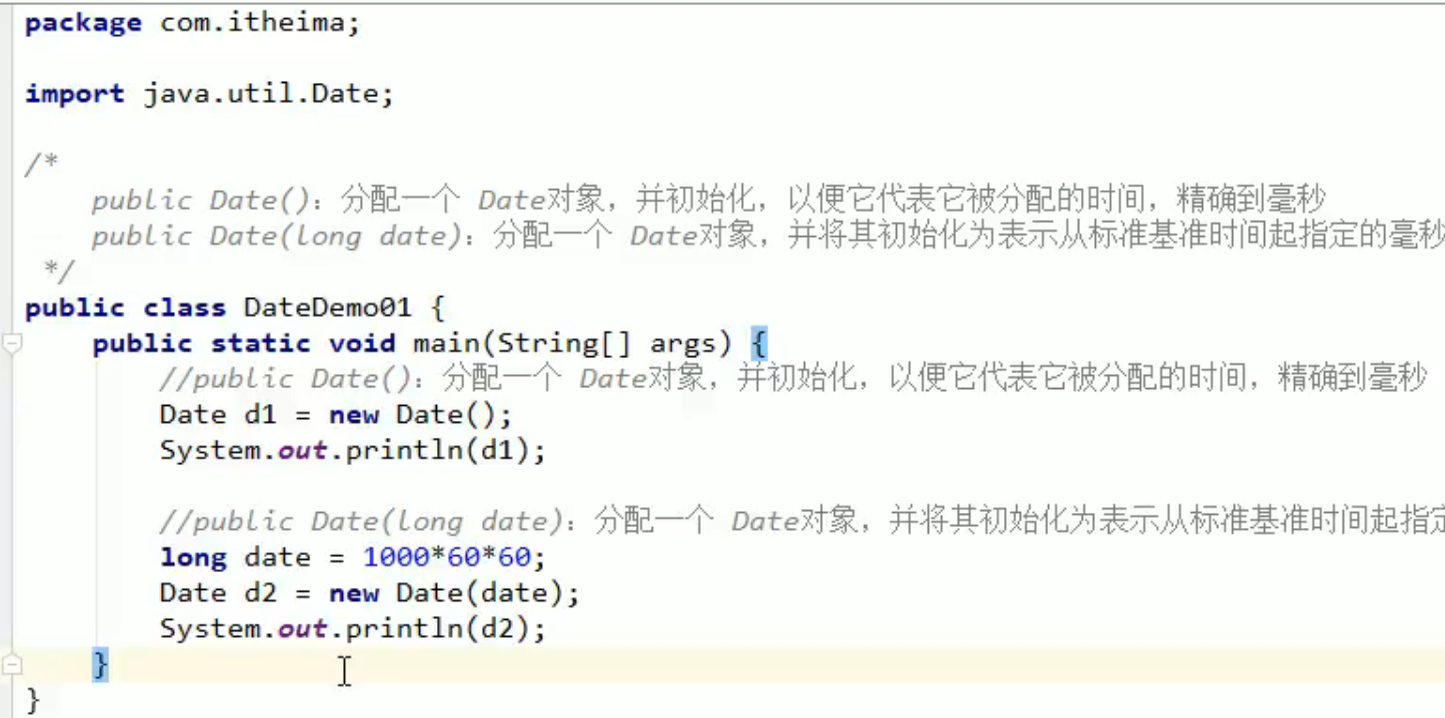 package com.itheima;
import java.util.Date;
/*
public Date()：分配一个 Date对象，并初始化，以便它代表它被分配的时间，精确到毫秒
public Date(long date)：分配一个 Date对象，并将其初始化为表示从标准基准时间起指定的毫秒
*/
public class DateDemo01 {
public static void main(String[] args) {
//public Date()：分配一个 Date对象，并初始化，以便它代表它被分配的时间，精确到毫秒
Date d1 = new Date();
System.out.println(d1);
//public Date(long date)：分配一个 Date对象，并将其初始化为表示从标准基准时间起指定
long date = 1000*60*60;
Date d2 = new Date(date);
System.out.println(d2);
}
}